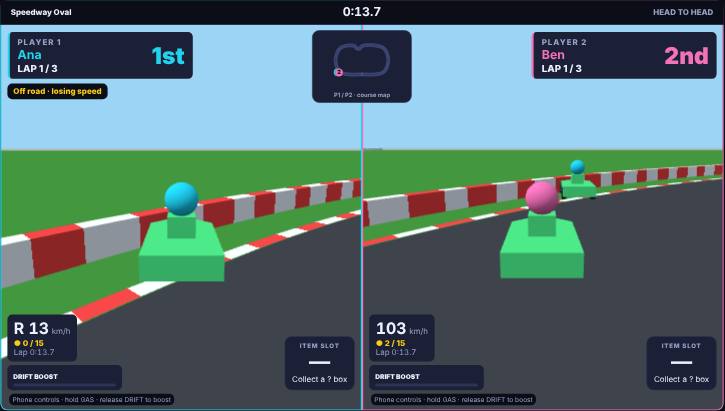 Speedway Oval
0:13.7
HEAD TO HEAD
PLAYER 1
Ana
LAP 1 / 3
1st
Off road · losing speed
P1 / P2 · course map
PLAYER 2
Ben
LAP 1 / 3
2nd
R 13 km/h
0 / 15
Lap 0:13.7
DRIFT BOOST
Phone controls · hold GAS · release DRIFT to boost
ITEM SLOT
—
Collect a ? box
103 km/h
2 / 15
Lap 0:13.7
DRIFT BOOST
Phone controls · hold GAS · release DRIFT to boost
ITEM SLOT
—
Collect a ? box